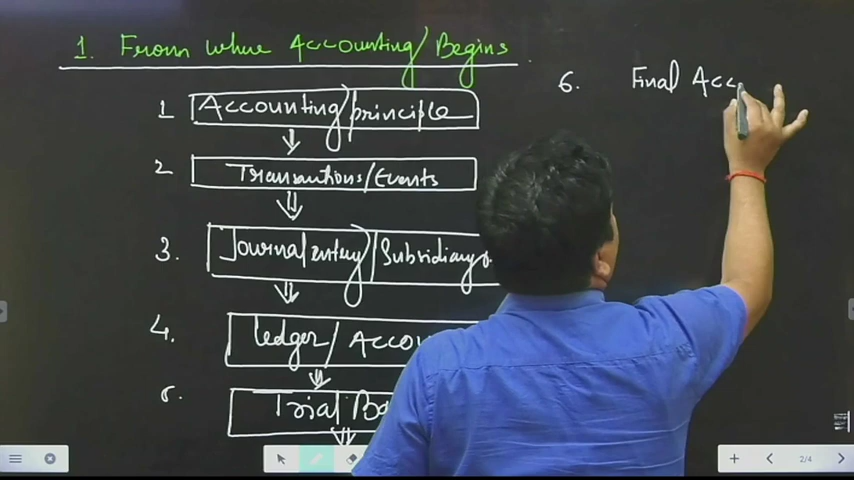 1. From where Accounting/Begins
1 Accounting/principle
2 Transactions/Events
3. Journal entry/Subsidiary
4. Ledger/ Accou
5. Trial Ba
6. Final Acc
2/4